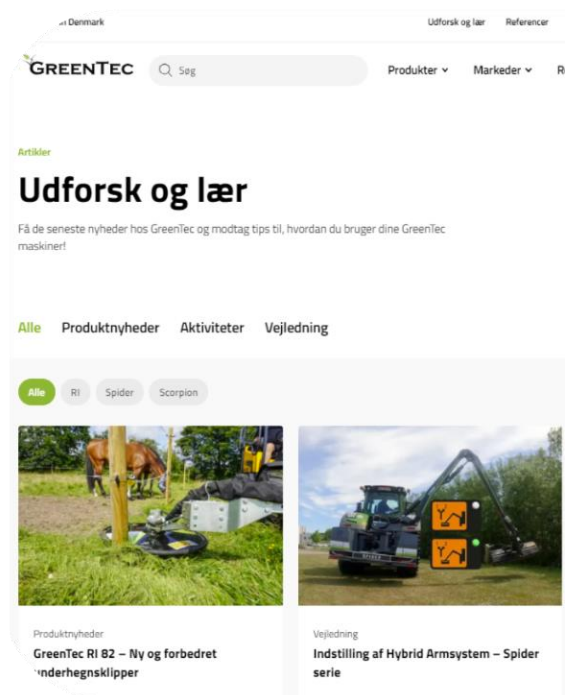 Denmark
Udforsk og lær Referencer
GREENTEC Søg Produkter Markeder
Artikler
Udforsk og lær
Få de seneste nyheder hos GreenTec og modtag tips til, hvordan du bruger dine GreenTec
maskiner!
Alle Produktnyheder Aktiviteter Vejledning
Alle RI Spider Scorpion
Produktnyheder
GreenTec RI 82 – Ny og forbedret
underhegnsklipper
Vejledning
Indstilling af Hybrid Armsystem – Spider
serie